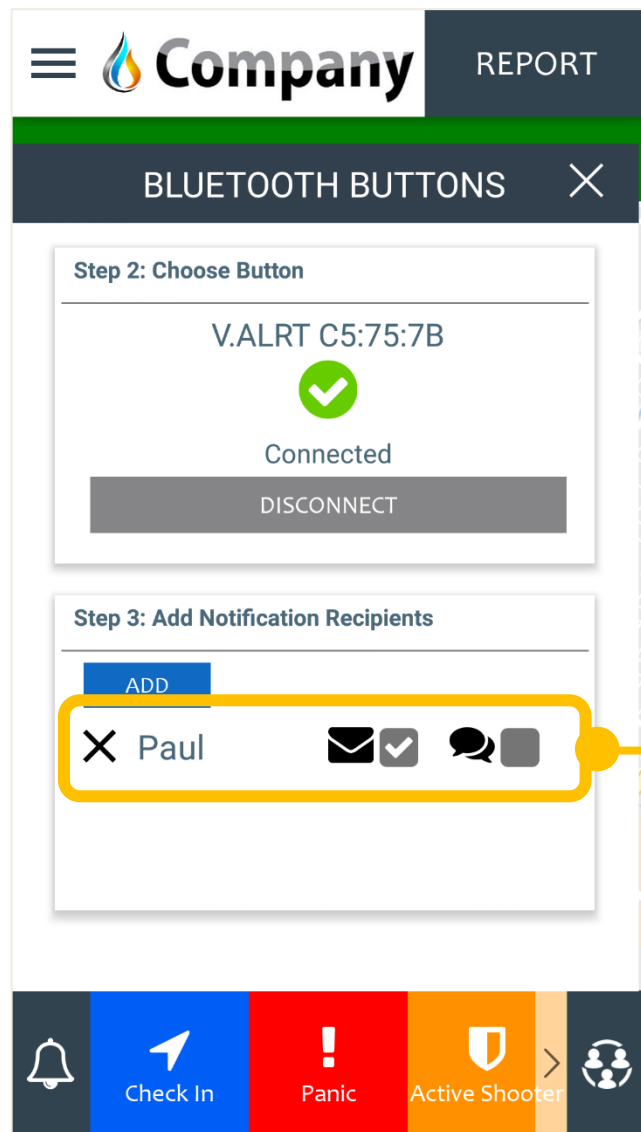 Company
REPORT
BLUETOOTH BUTTONS
Step 2: Choose Button
V.ALRT C5:75:7B
Connected
DISCONNECT
Step 3: Add Notification Recipients
ADD
Paul
Check In
Panic
Active Shooter